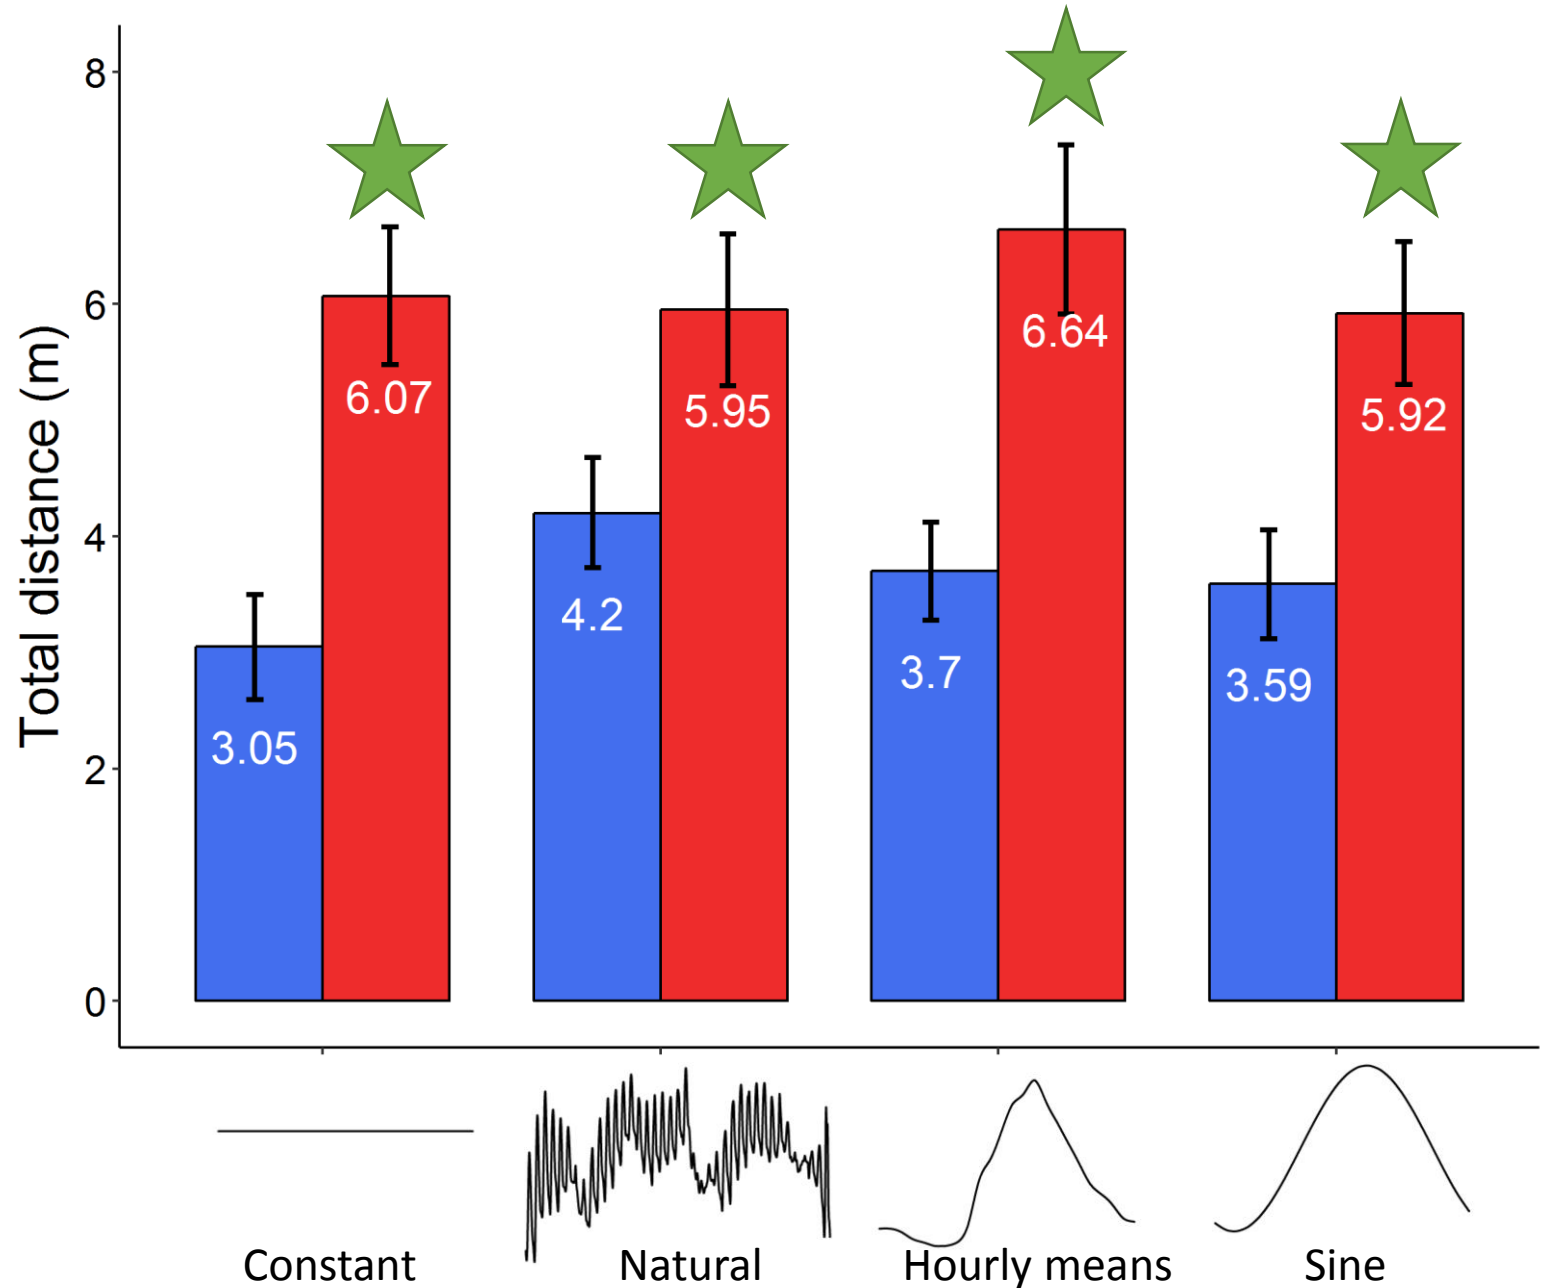 Total distance (m)
8
6
4
2
0
3.05
6.07
4.2
5.95
3.7
6.64
3.59
5.92
Constant
Natural
Hourly means
Sine